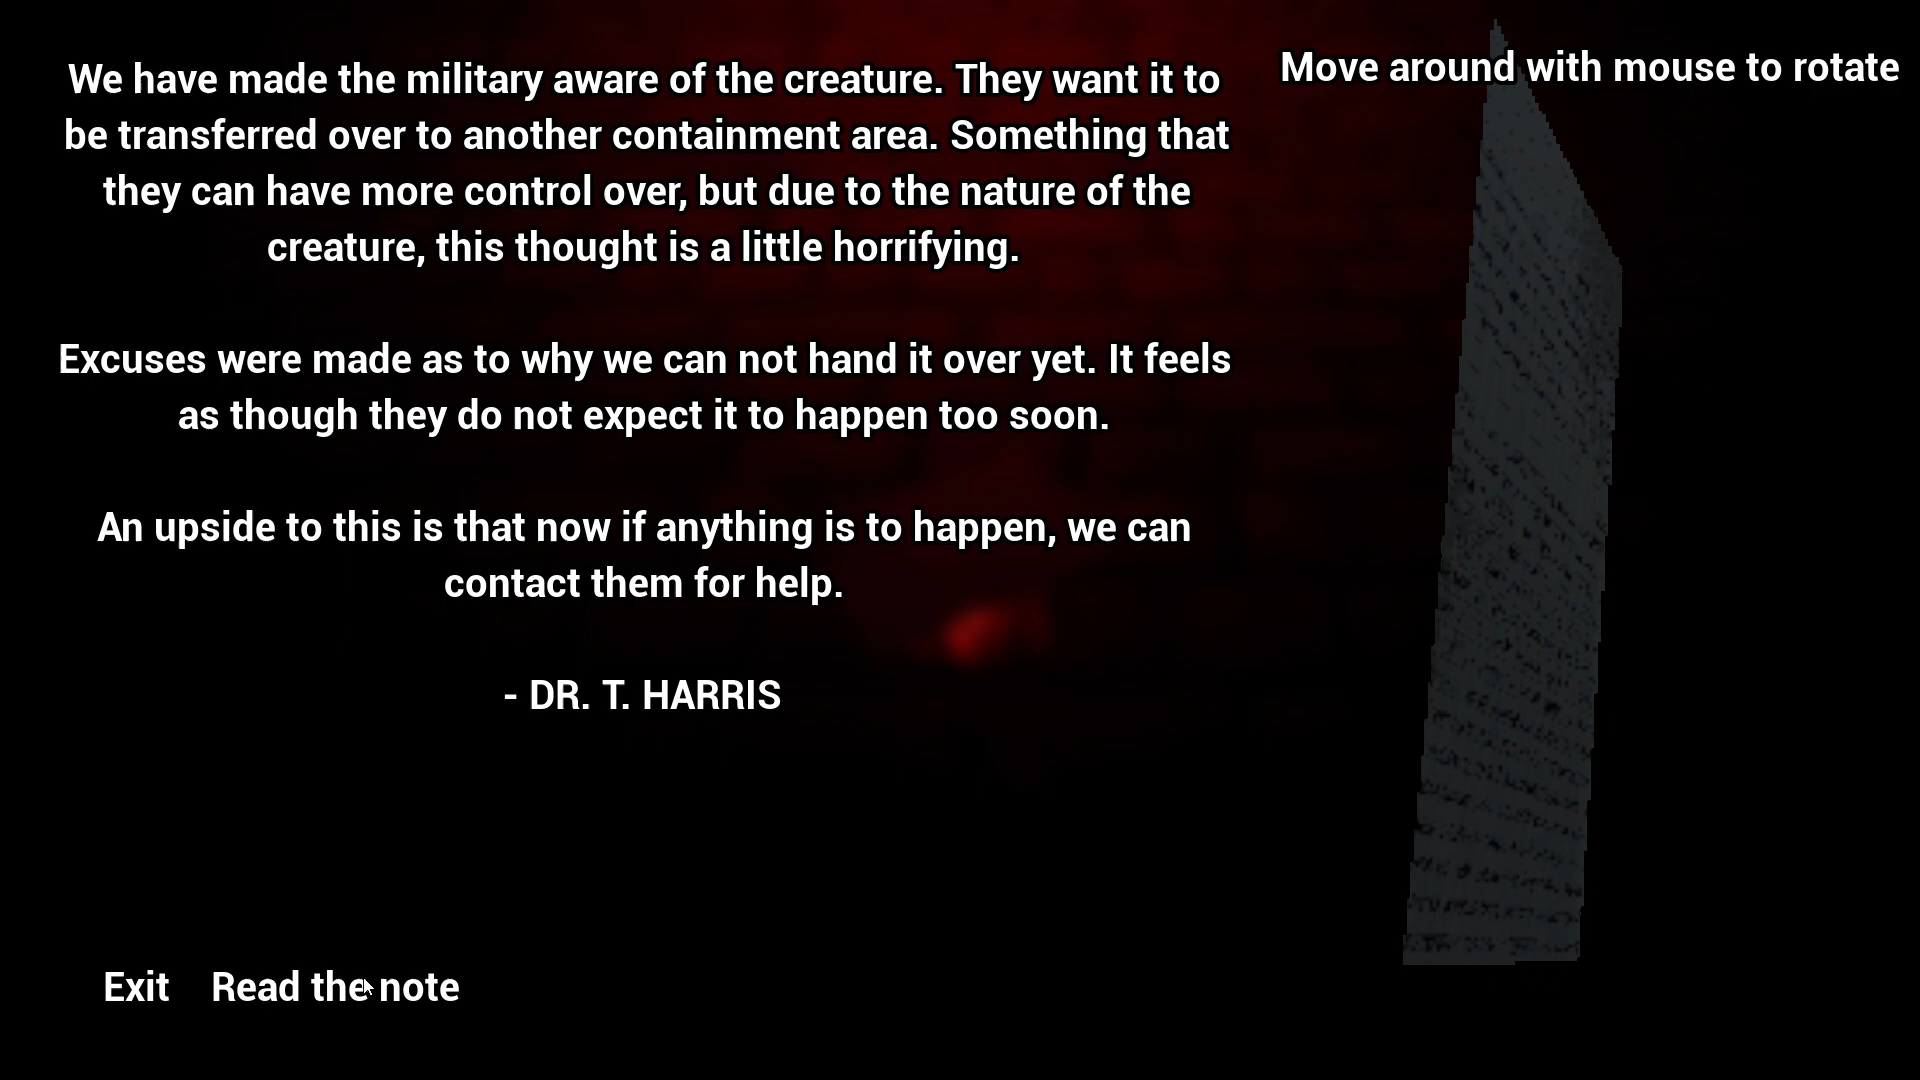 We have made the military aware of the creature. They want it to
be transferred over to another containment area. Something that
they can have more control over, but due to the nature of the
creature, this thought is a little horrifying.
Excuses were made as to why we can not hand it over yet. It feels
as though they do not expect it to happen too soon.
An upside to this is that now if anything is to happen, we can
contact them for help.
- DR. T. HARRIS
Move around with mouse to rotate
Exit
Read the note